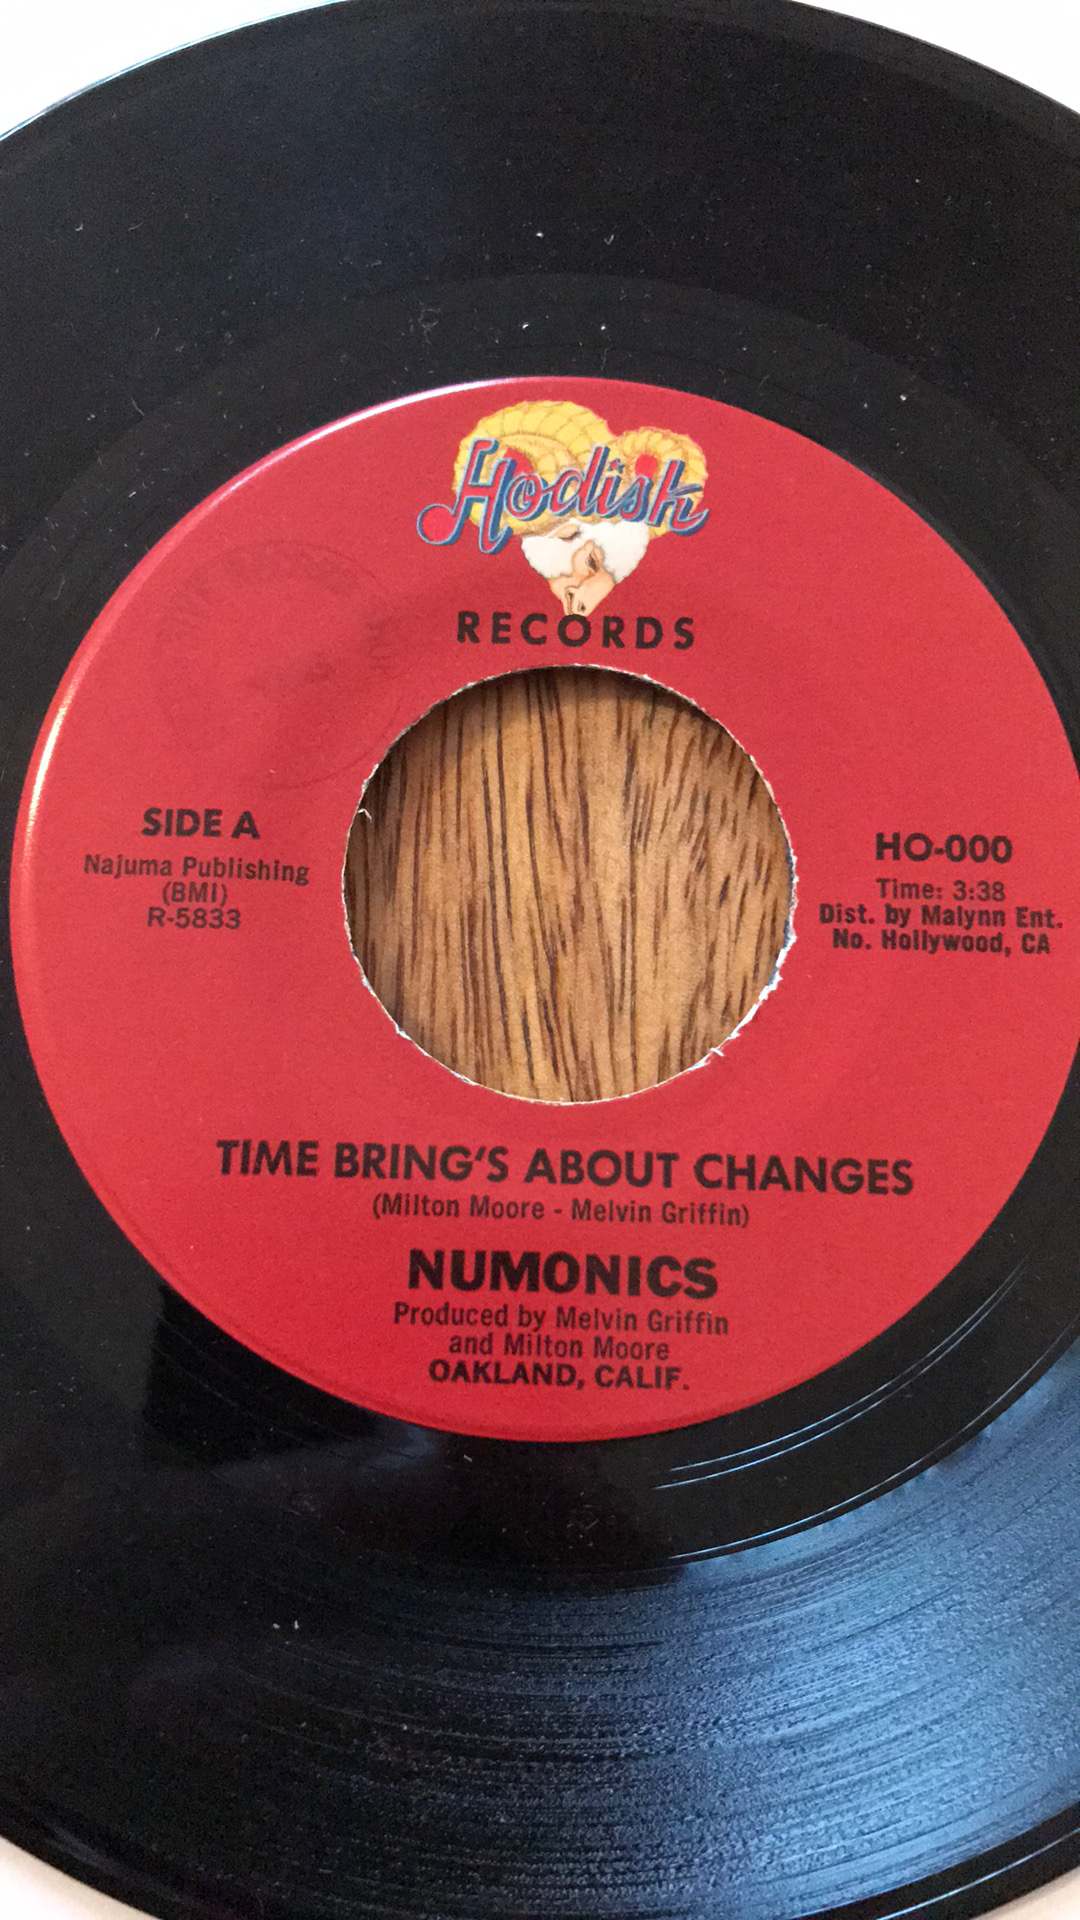 Hodisk
RECORDS
SIDE A
Najuma Publishing
(BMI)
R-5833
HO-000
Time: 3:38
Dist. by Malynn Ent.
No. Hollywood, CA
TIME BRING'S ABOUT CHANGES
(Milton Moore - Melvin Griffin)
NUMONICS
Produced by Melvin Griffin
and Milton Moore
OAKLAND, CALIF.